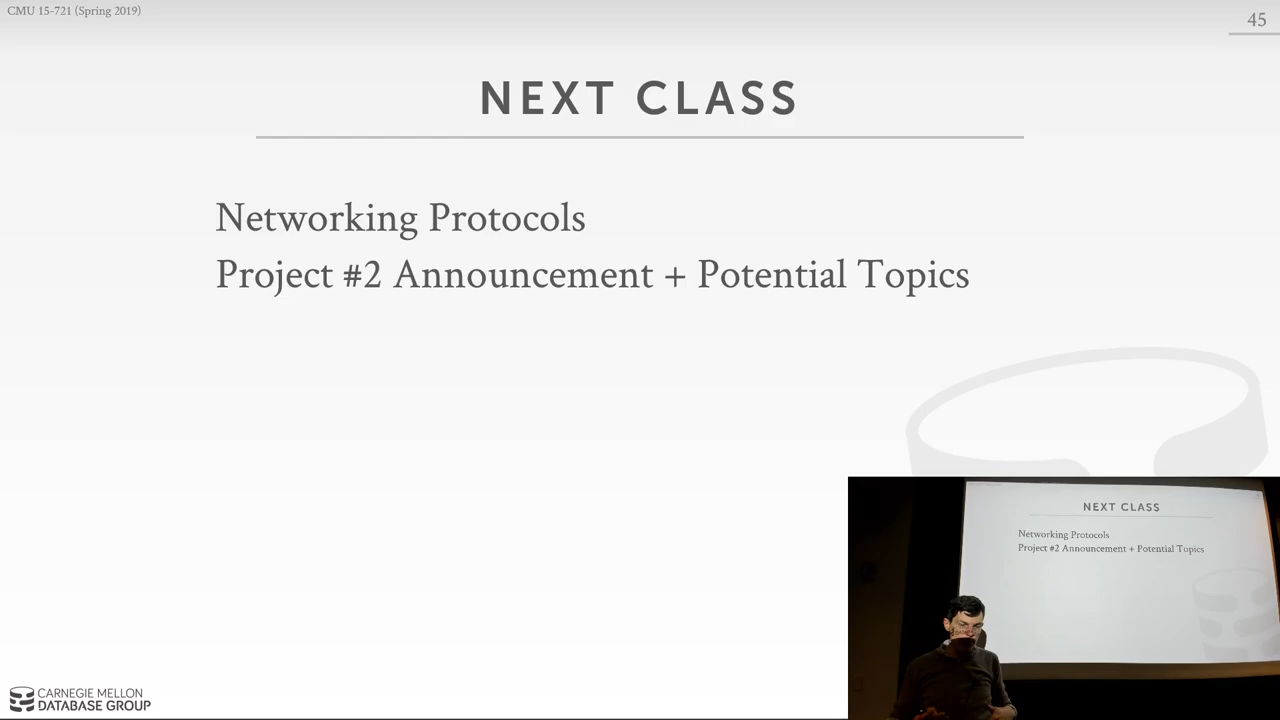 CMU 15-721 (Spring 2019)
45
NEXT CLASS
Networking Protocols
Project #2 Announcement + Potential Topics
NEXT CLASS
Networking Protocols
Project #2 Announcement + Potential Topics
CARNEGIE MELLON
DATABASE GROUP